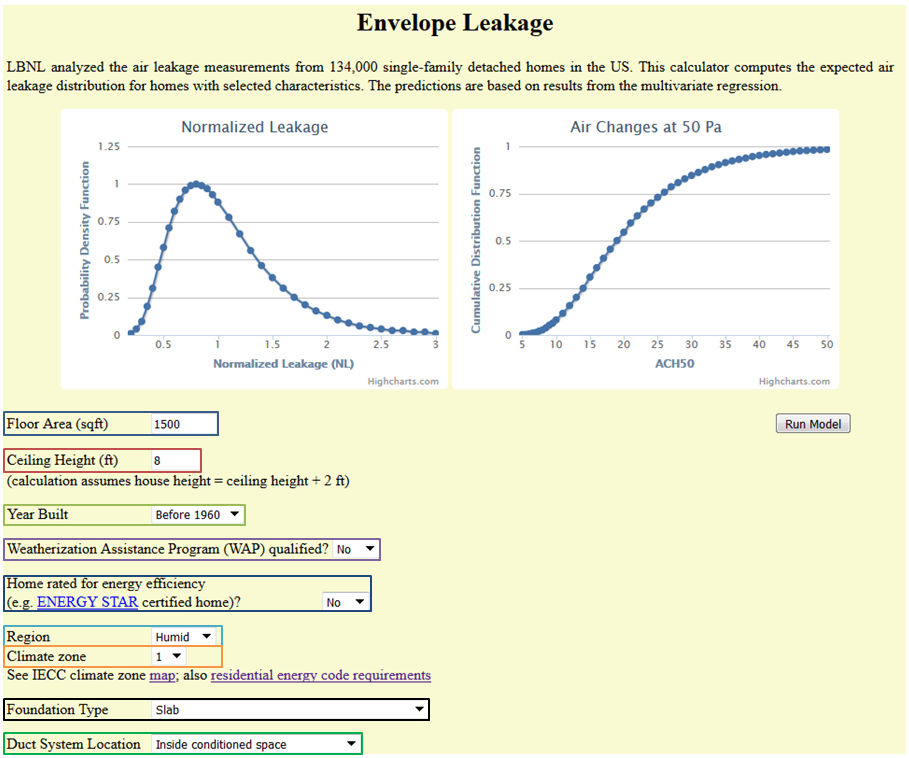 Envelope Leakage
LBNL analyzed the air leakage measurements from 134,000 single-family detached homes in the US. This calculator computes the expected air
leakage distribution for homes with selected characteristics. The predictions are based on results from the multivariate regression.
Normalized Leakage
Probability Density Function
1.25
1
0.75
0.5
0.25
0
0.5
1
1.5
2
2.5
3
Normalized Leakage (NL)
Highcharts.com
Air Changes at 50 Pa
Cumulative Distribution Function
1
0.75
0.5
0.25
0
5
10
15
20
25
30
35
40
45
50
ACH50
Highcharts.com
Floor Area (sqft) 1500
Run Model
Ceiling Height (ft) 8
(calculation assumes house height = ceiling height + 2 ft)
Year Built Before 1960
Weatherization Assistance Program (WAP) qualified? No
Home rated for energy efficiency
(e.g. ENERGY STAR certified home)? No
Region Humid
Climate zone 1
See IECC climate zone map; also residential energy code requirements
Foundation Type Slab
Duct System Location Inside conditioned space